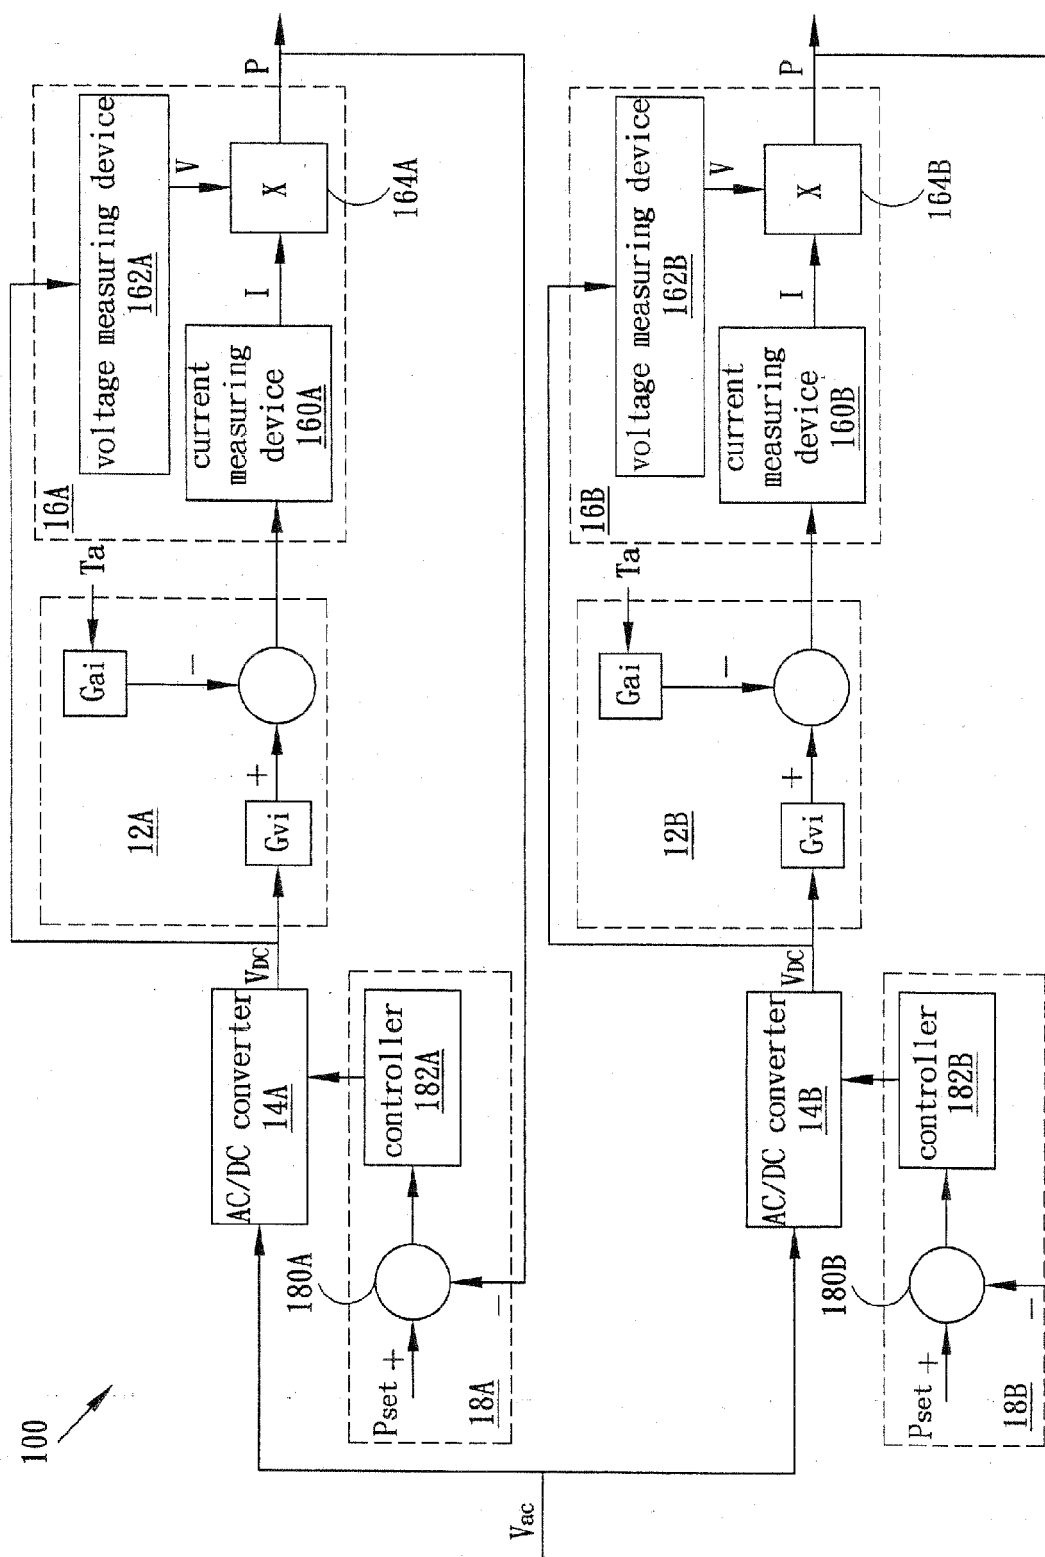 100
Vac
AC/DC converter
14A
VDC
12A
Gvi
+
Gai
−
Ta
16A
voltage measuring device
162A
V
current
measuring
device
160A
I
X
164A
P
180A
Pset +
−
controller
182A
18A
AC/DC converter
14B
VDC
12B
Gvi
+
Gai
−
Ta
16B
voltage measuring device
162B
V
current
measuring
device
160B
I
X
164B
P
180B
Pset +
−
controller
182B
18B